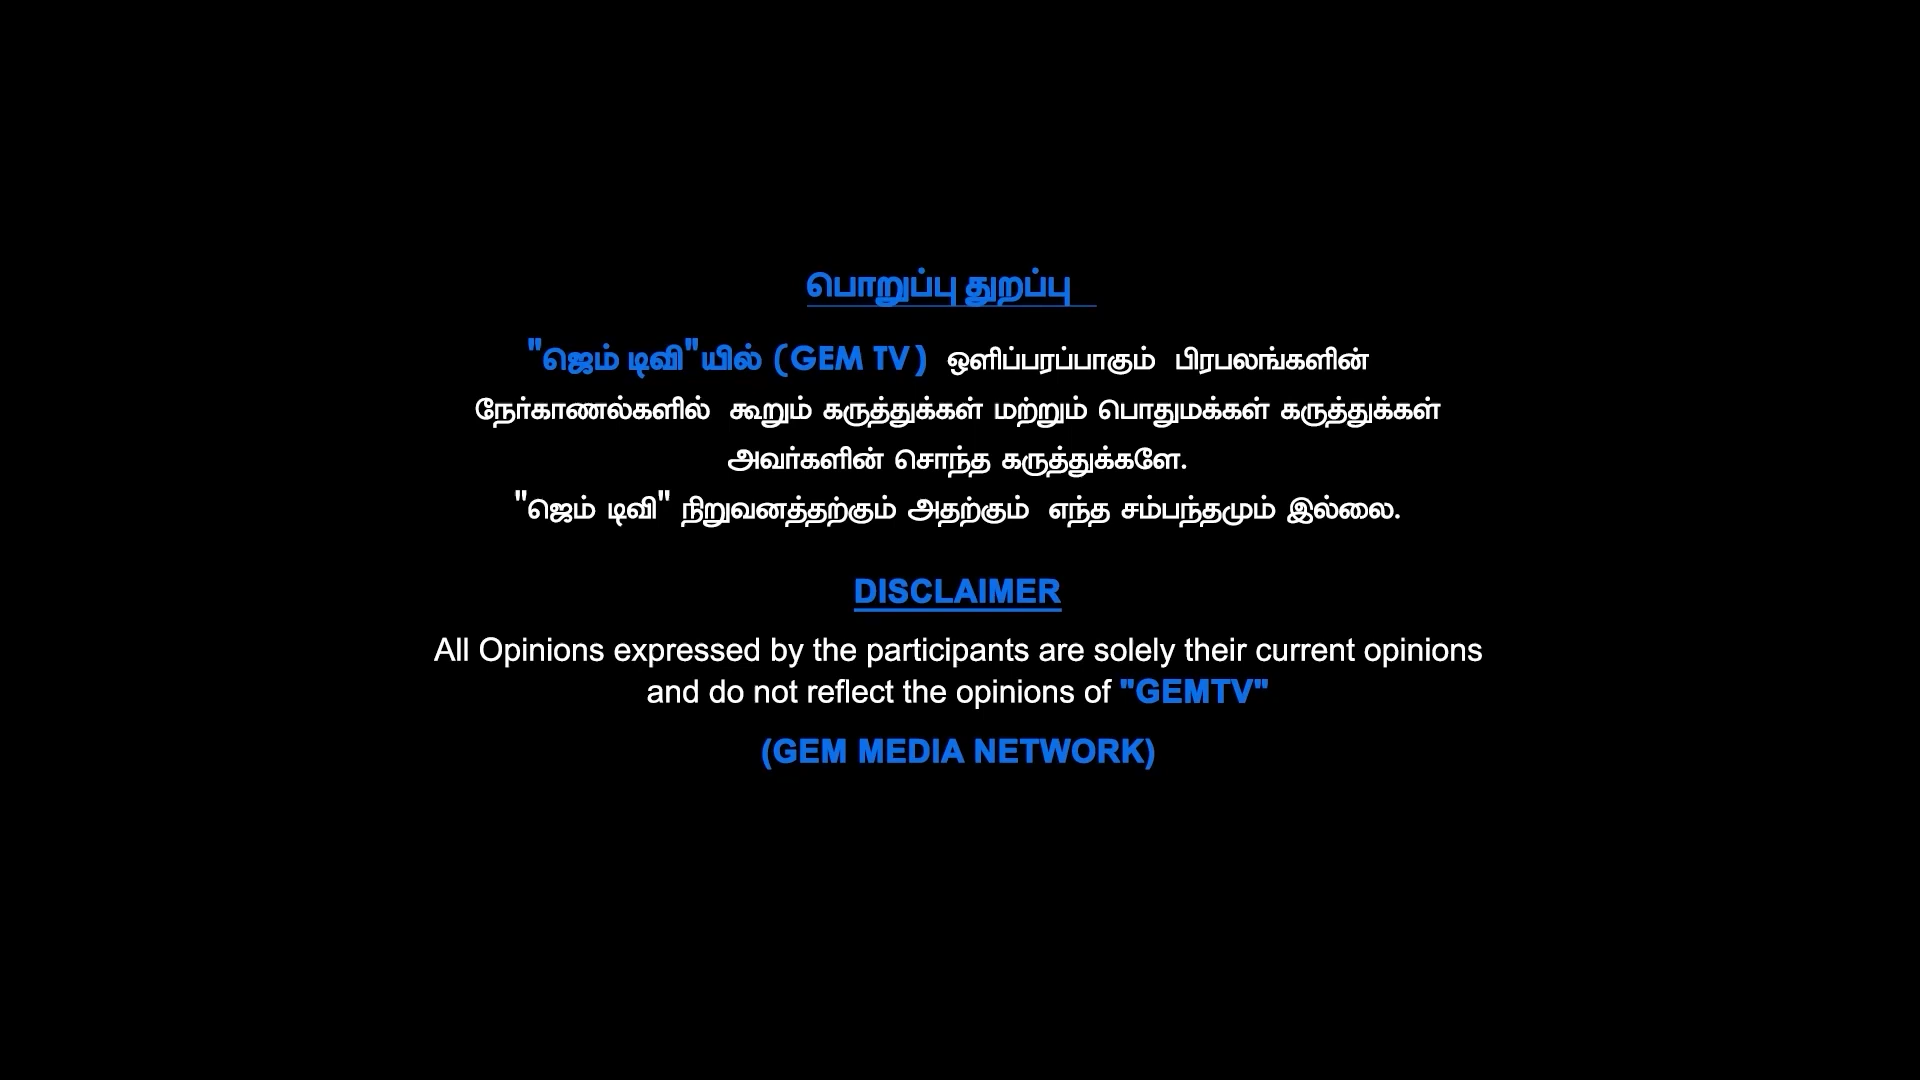 பொறுப்பு துறப்பு
"ஜெம் டிவி"யில் (GEM TV) ஒளிப்பரப்பாகும் பிரபலங்களின்
நேர்காணல்களில் கூறும் கருத்துக்கள் மற்றும் பொதுமக்கள் கருத்துக்கள்
அவர்களின் சொந்த கருத்துக்களே.
"ஜெம் டிவி" நிறுவனத்தற்கும் அதற்கும் எந்த சம்பந்தமும் இல்லை.
DISCLAIMER
All Opinions expressed by the participants are solely their current opinions
and do not reflect the opinions of "GEMTV"
(GEM MEDIA NETWORK)